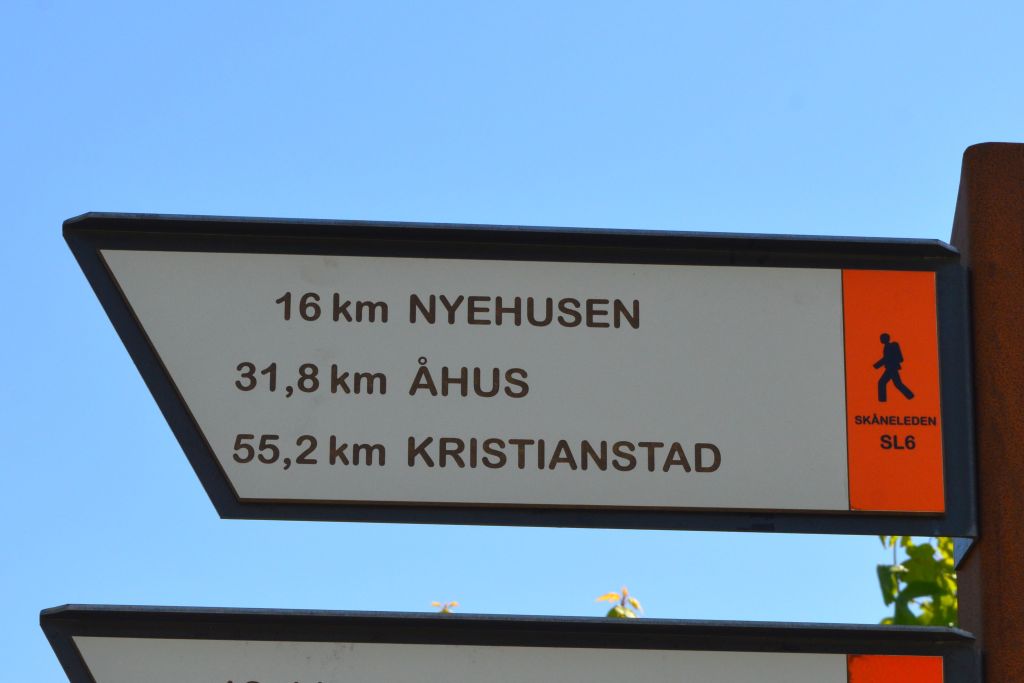 16 km NYEHUSEN
31,8 km ÅHUS
55,2 km KRISTIANSTAD
SKÅNELEDEN
SL6